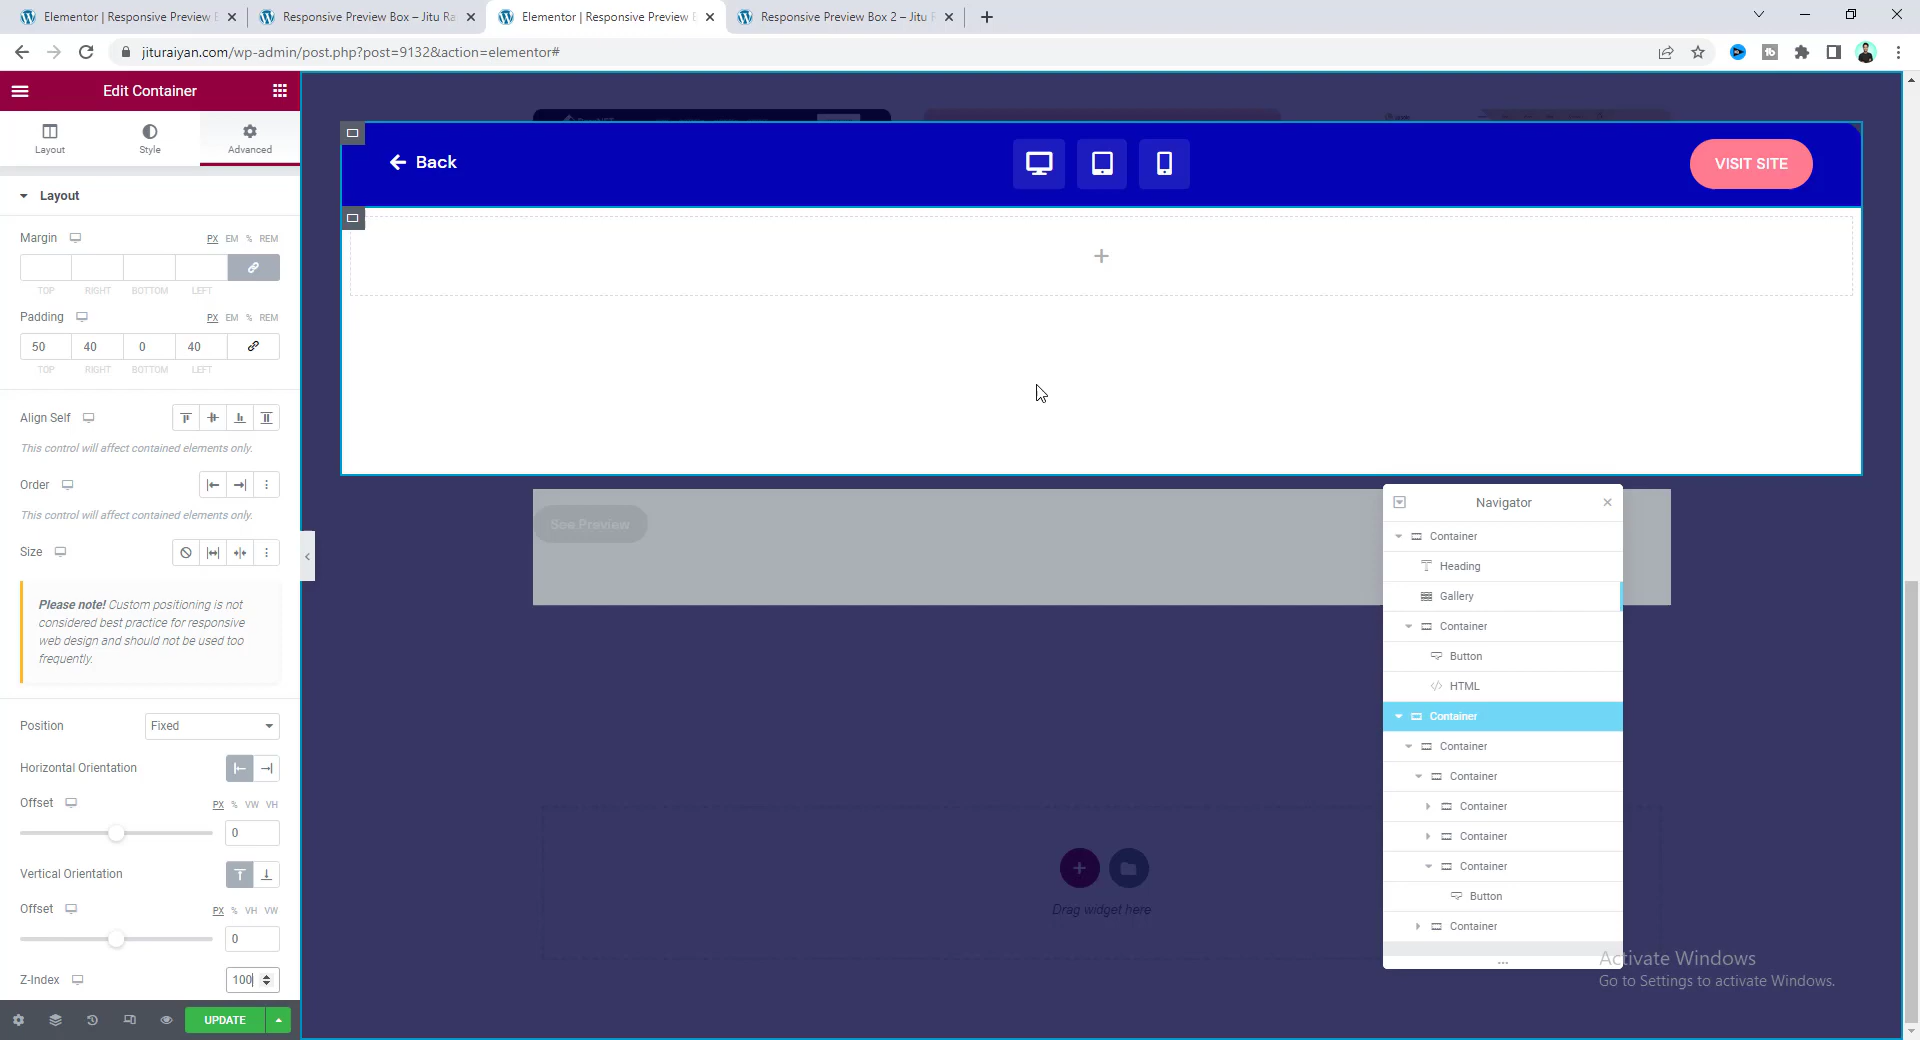 Elementor | Responsive Preview E
Responsive Preview Box – Jitu Ra
Elementor | Responsive Preview E
Responsive Preview Box 2 – Jitu F
jituraiyan.com/wp-admin/post.php?post=9132&action=elementor#
Edit Container
Layout
Style
Advanced
Layout
Margin
PX EM % REM
TOP RIGHT BOTTOM LEFT
Padding
PX EM % REM
50 40 0 40
TOP RIGHT BOTTOM LEFT
Align Self
This control will affect contained elements only.
Order
This control will affect contained elements only.
Size
Please note! Custom positioning is not
considered best practice for responsive
web design and should not be used too
frequently.
Position
Fixed
Horizontal Orientation
Offset
PX % VW VH
0
Vertical Orientation
Offset
PX % VH VW
0
Z-Index
100
UPDATE
Back
VISIT SITE
See Preview
Drag widget here
Navigator
Container
Heading
Gallery
Container
Button
HTML
Container
Container
Container
Container
Container
Container
Button
Container
Activate Windows
Go to Settings to activate Windows.